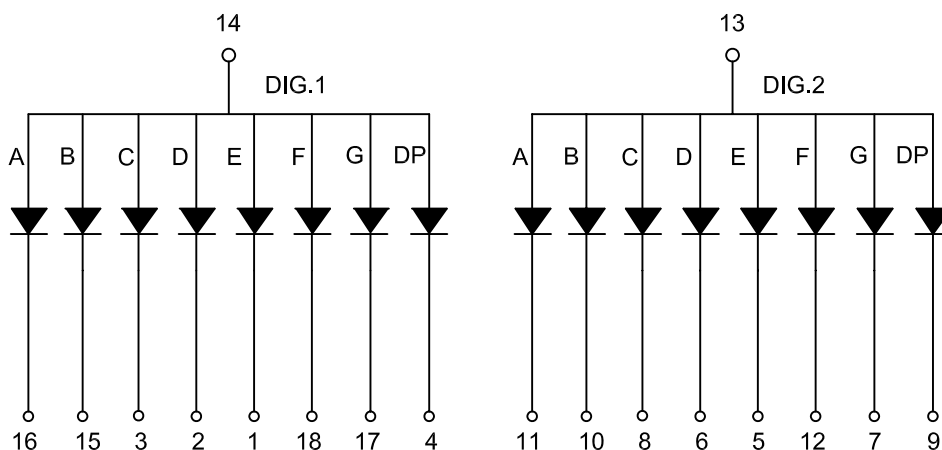 14 13
DIG.1 DIG.2
A B C D E F G DP A B C D E F G DP
16 15 3 2 1 18 17 4 11 10 8 6 5 12 7 9